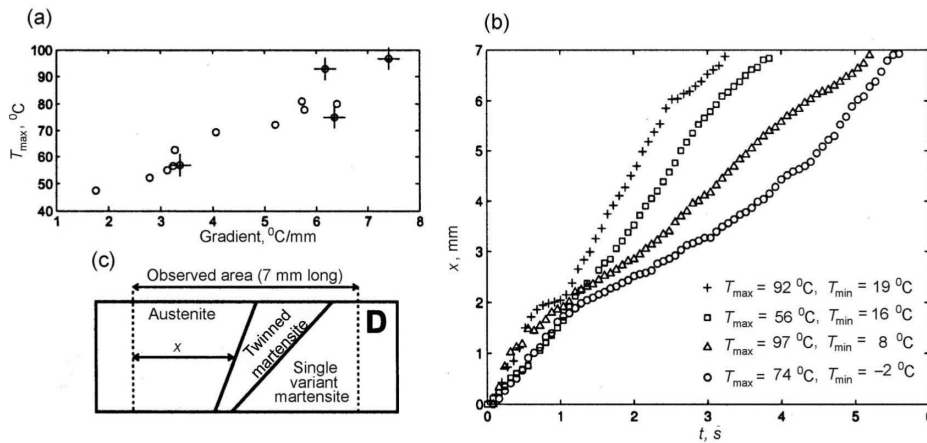 (a)
100
90
80
70
60
50
40
T_max, ⁰C
1 2 3 4 5 6 7 8
Gradient, ⁰C/mm
(c)
Observed area (7 mm long)
Austenite
x
Twinned
martensite
Single
variant
martensite
D
(b)
7
6
5
4
3
2
1
0
x, mm
0 1 2 3 4 5 6
t, s
+ T_max = 92 ⁰C, T_min = 19 ⁰C
□ T_max = 56 ⁰C, T_min = 16 ⁰C
△ T_max = 97 ⁰C, T_min = 8 ⁰C
○ T_max = 74 ⁰C, T_min = −2 ⁰C